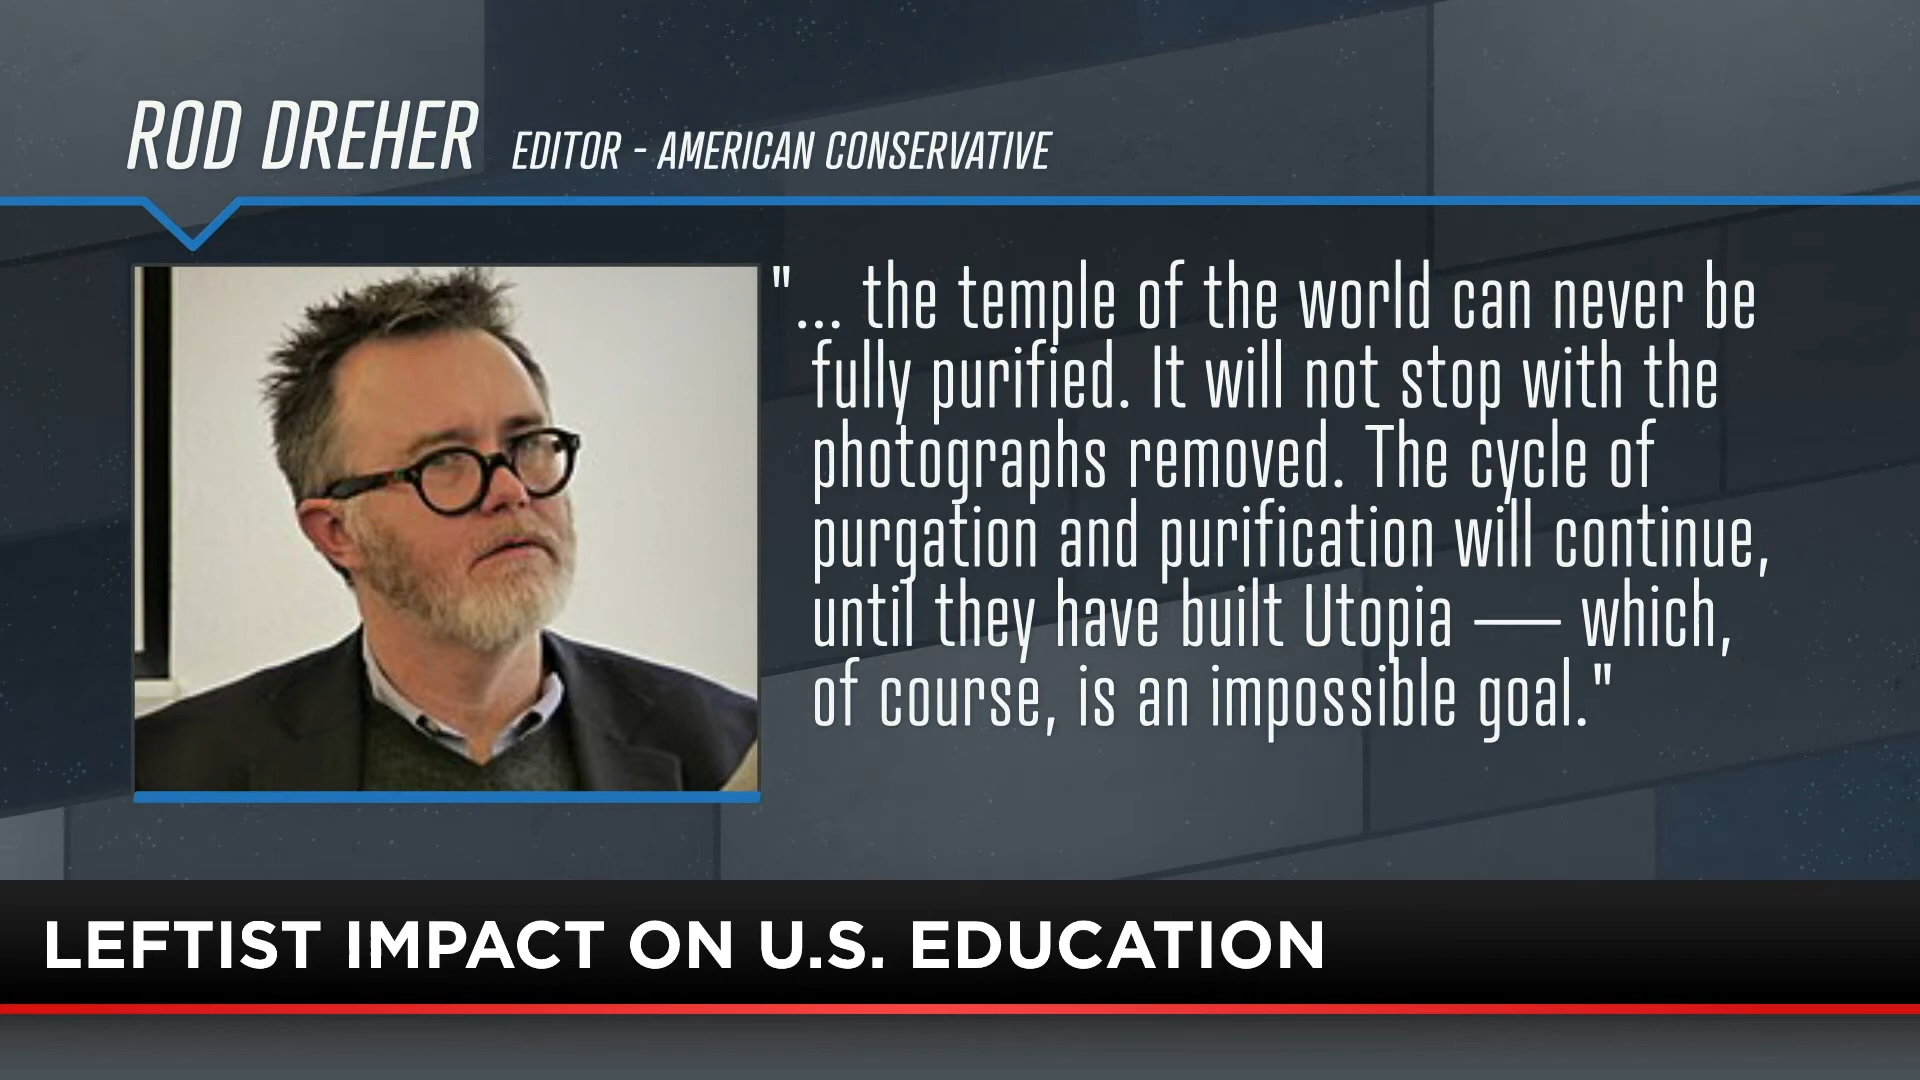 ROD DREHER EDITOR - AMERICAN CONSERVATIVE
"... the temple of the world can never be
fully purified. It will not stop with the
photographs removed. The cycle of
purgation and purification will continue,
until they have built Utopia — which,
of course, is an impossible goal."
LEFTIST IMPACT ON U.S. EDUCATION